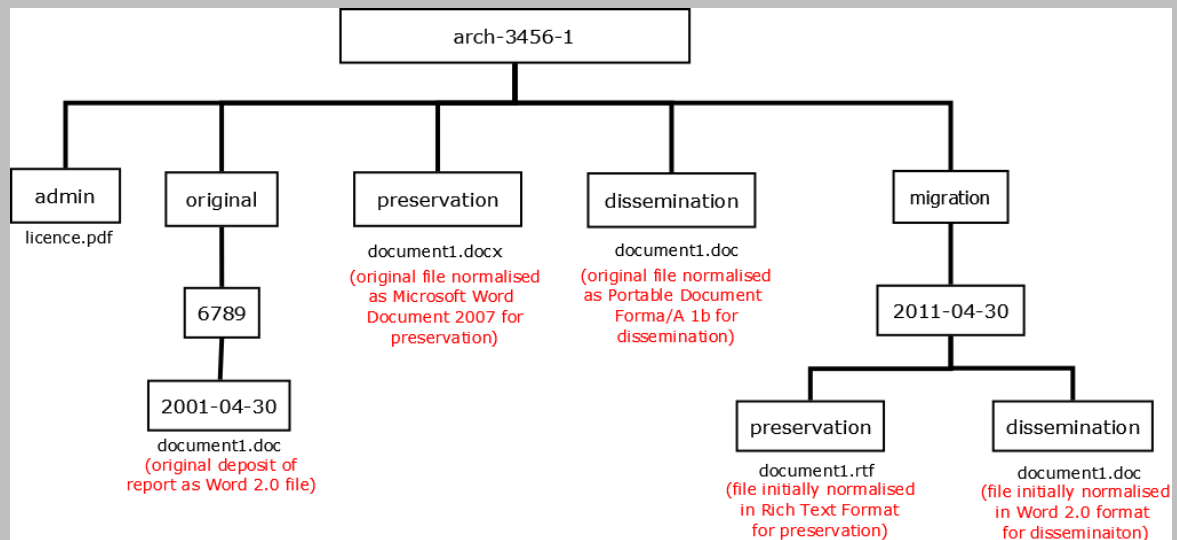 arch-3456-1
admin
licence.pdf
original
6789
2001-04-30
document1.doc
(original deposit of
report as Word 2.0 file)
preservation
document1.docx
(original file normalised
as Microsoft Word
Document 2007 for
preservation)
dissemination
document1.doc
(original file normalised
as Portable Document
Forma/A 1b for
dissemination)
migration
2011-04-30
preservation
document1.rtf
(file initially normalised
in Rich Text Format
for preservation)
dissemination
document1.doc
(file initially normalised
in Word 2.0 format
for disseminaiton)